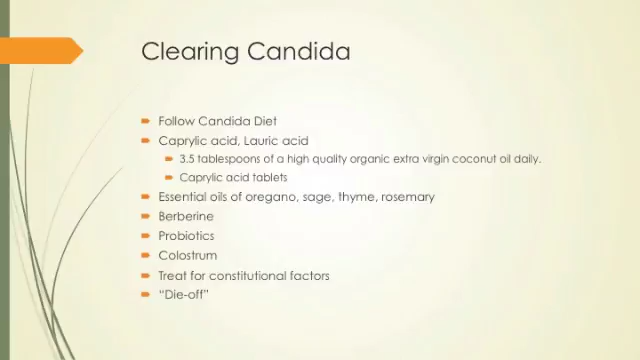 Clearing Candida
Follow Candida Diet
Caprylic acid, Lauric acid
3.5 tablespoons of a high quality organic extra virgin coconut oil daily.
Caprylic acid tablets
Essential oils of oregano, sage, thyme, rosemary
Berberine
Probiotics
Colostrum
Treat for constitutional factors
“Die-off”